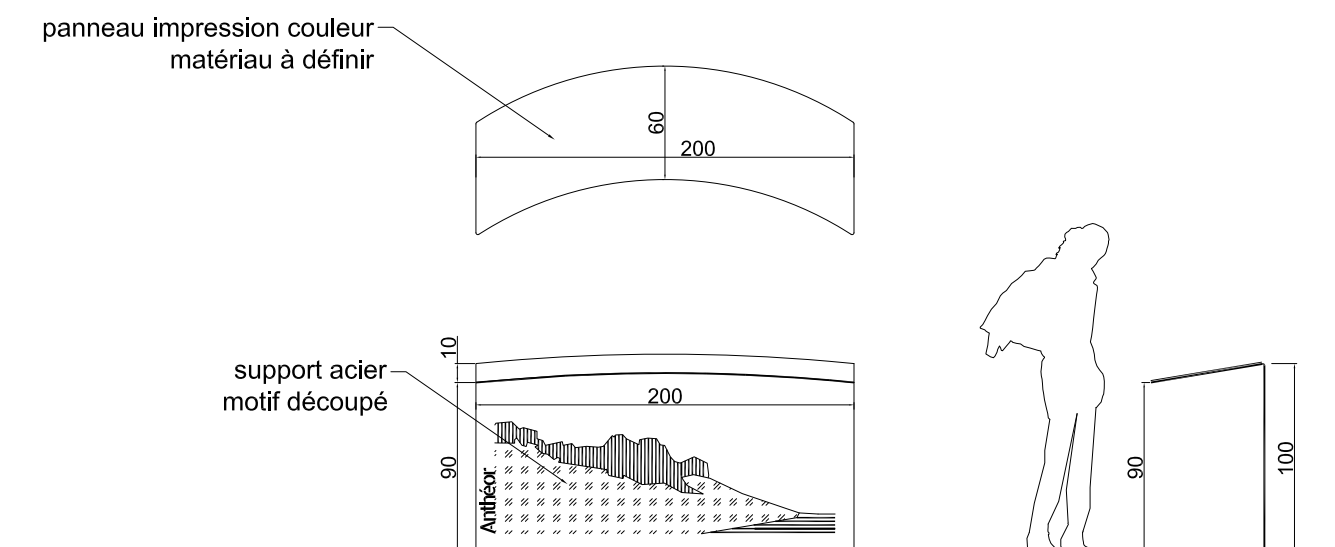 panneau impression couleur
matériau à définir
60
200
10
support acier
motif découpé
200
90
Anthéor
90
100